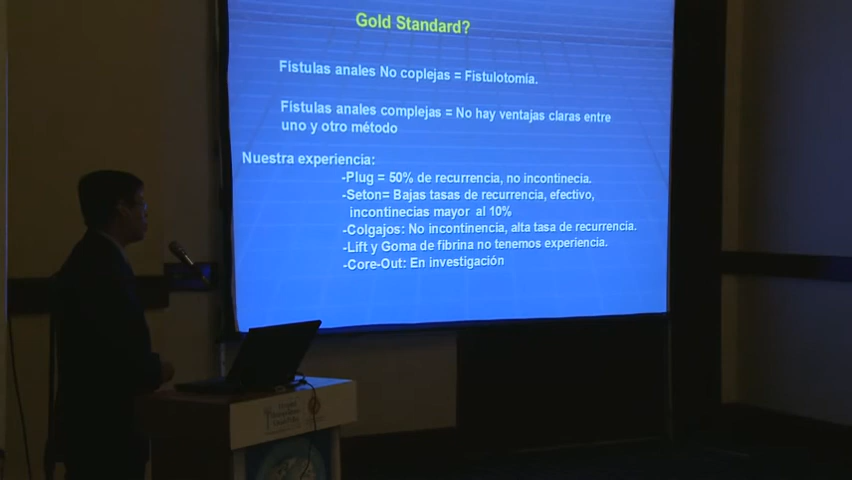 Gold Standard?
Fistulas anales No coplejas = Fistulotomía.
Fistulas anales complejas = No hay ventajas claras entre
uno y otro método
Nuestra experiencia:
-Plug = 50% de recurrencia, no incontinecia.
-Seton= Bajas tasas de recurrencia, efectivo,
incontinecias mayor al 10%
-Colgajos: No incontinencia, alta tasa de recurrencia.
-Lift y Goma de fibrina no tenemos experiencia.
-Core-Out: En investigación